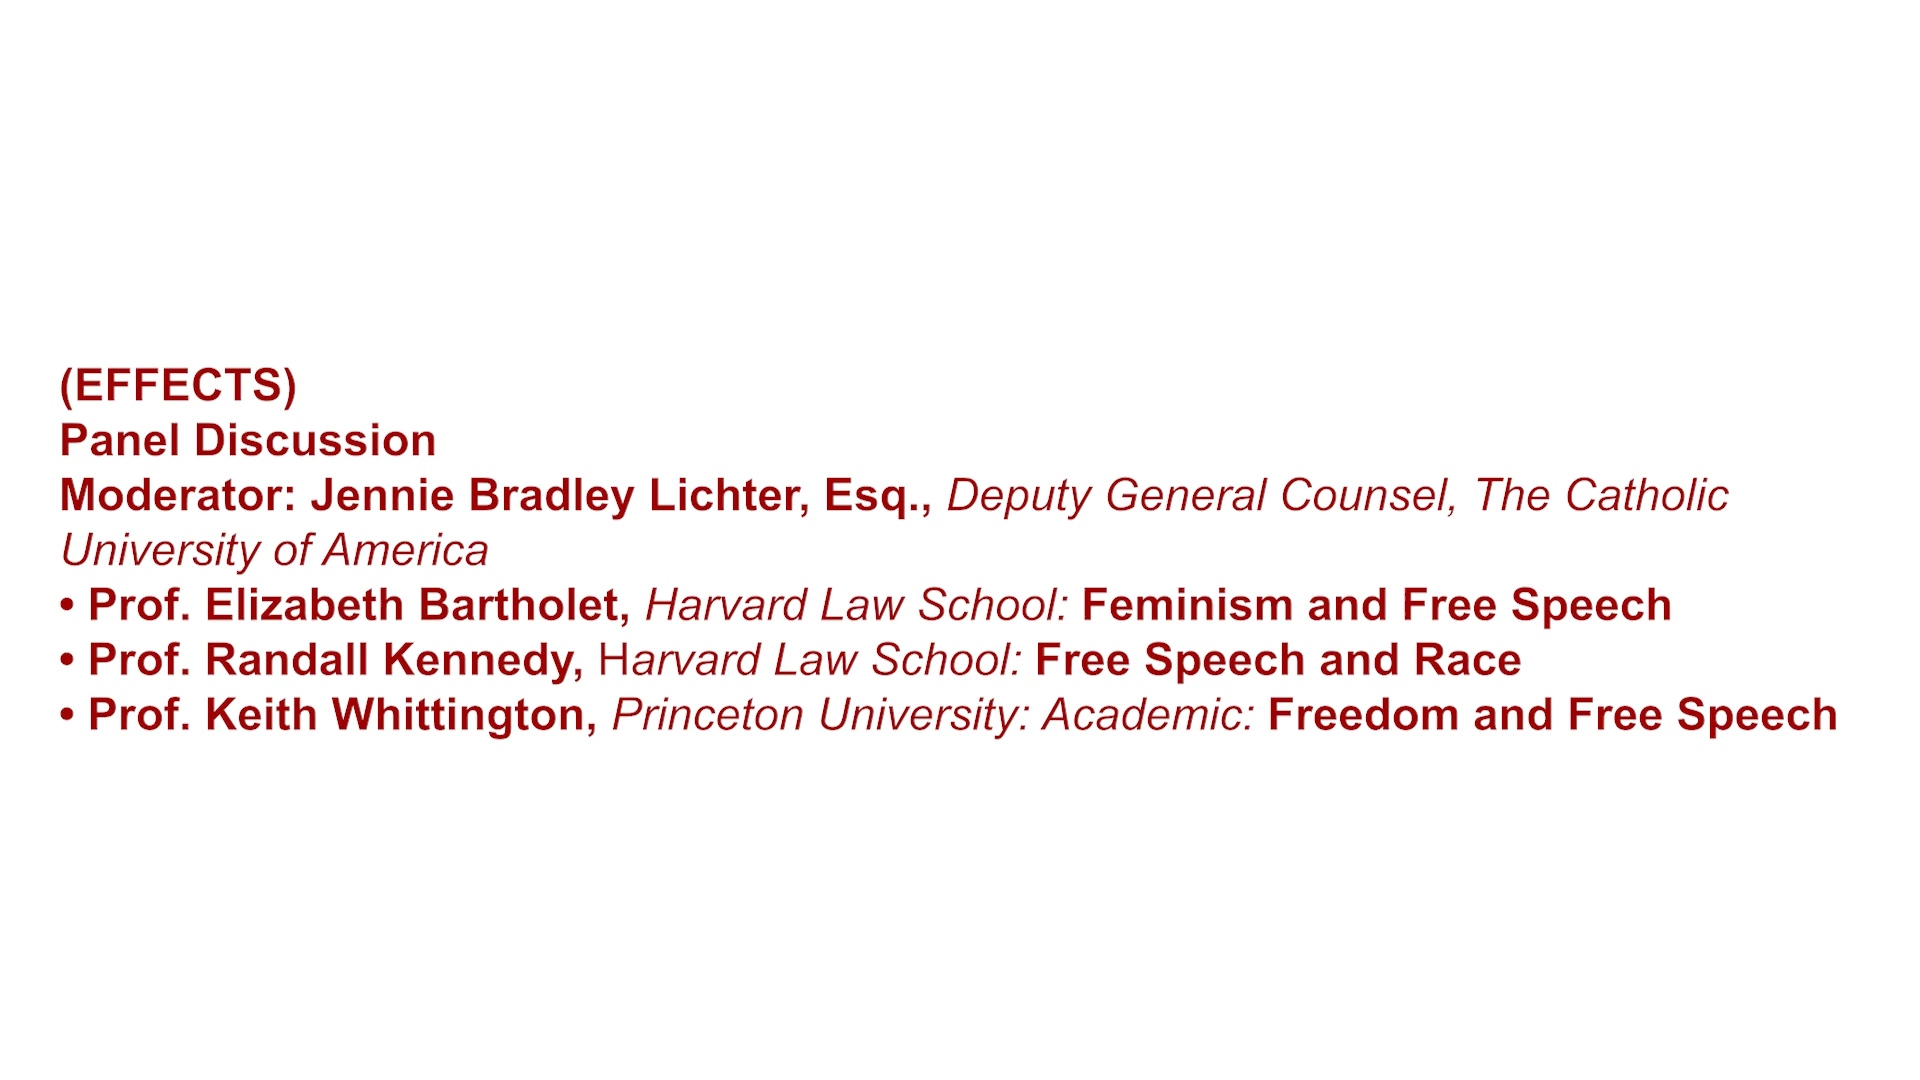 (EFFECTS)
Panel Discussion
Moderator: Jennie Bradley Lichter, Esq., Deputy General Counsel, The Catholic
University of America
• Prof. Elizabeth Bartholet, Harvard Law School: Feminism and Free Speech
• Prof. Randall Kennedy, Harvard Law School: Free Speech and Race
• Prof. Keith Whittington, Princeton University: Academic: Freedom and Free Speech